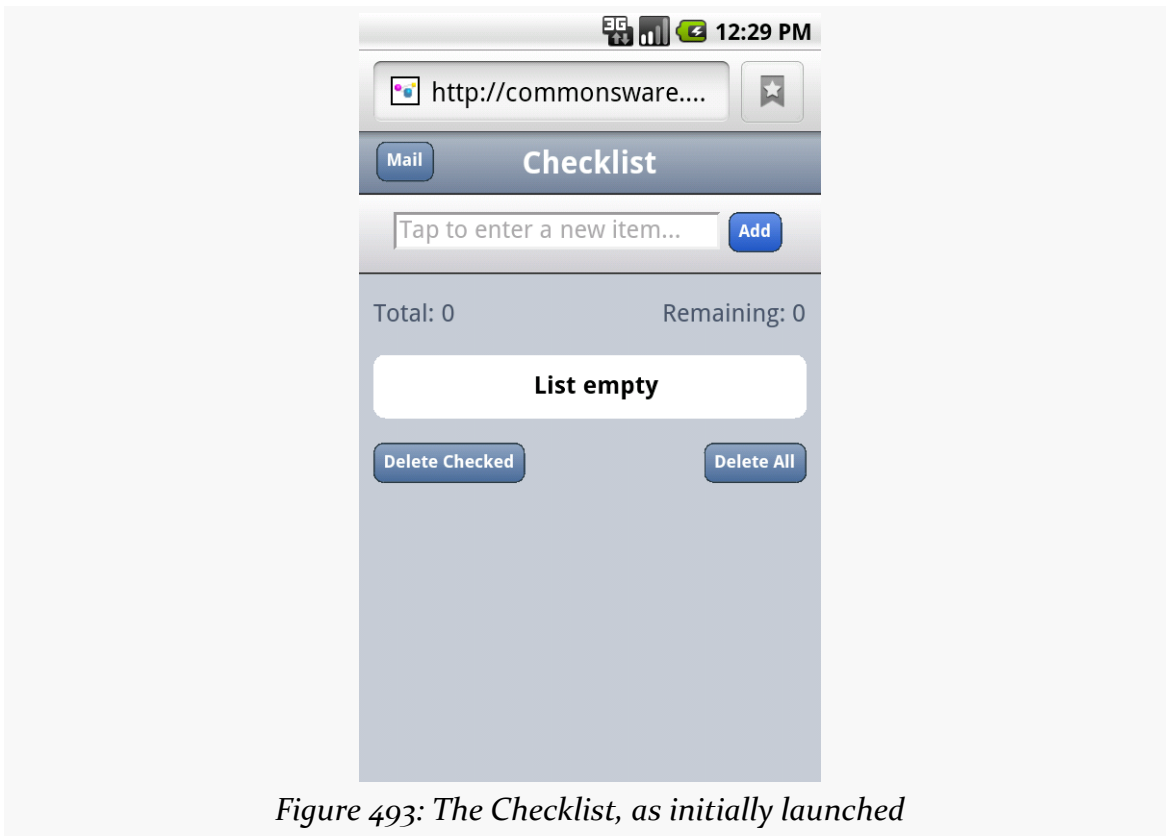 12:29 PM
http://commonsware....
Mail Checklist
Tap to enter a new item... Add
Total: 0 Remaining: 0
List empty
Delete Checked Delete All
Figure 493: The Checklist, as initially launched